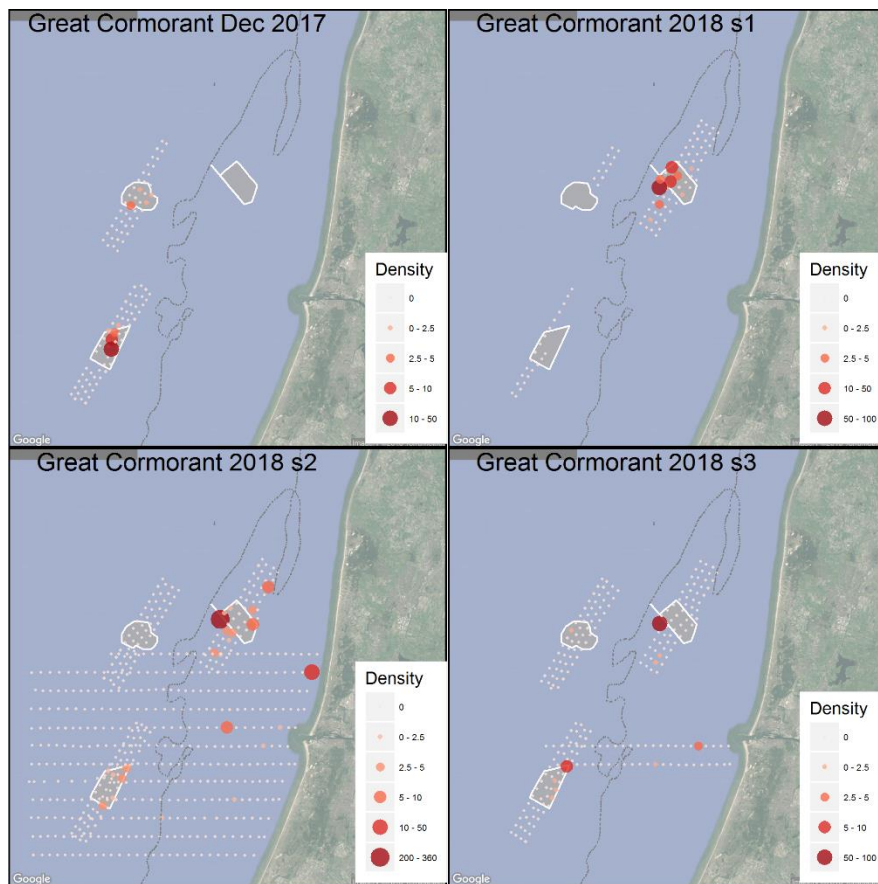 Great Cormorant Dec 2017
Density
0
0 - 2.5
2.5 - 5
5 - 10
10 - 50
Google
Great Cormorant 2018 s1
Density
0
0 - 2.5
2.5 - 5
10 - 50
50 - 100
Google
Great Cormorant 2018 s2
Density
0
0 - 2.5
2.5 - 5
5 - 10
10 - 50
200 - 360
Google
Great Cormorant 2018 s3
Density
0
0 - 2.5
2.5 - 5
5 - 10
50 - 100
Google